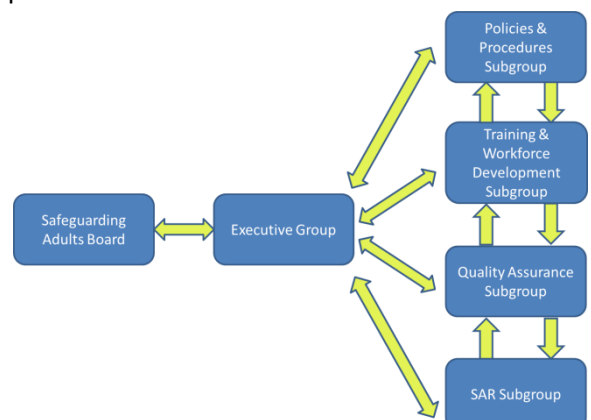 Policies &
Procedures
Subgroup
Training &
Workforce
Development
Subgroup
Safeguarding
Adults Board
Executive Group
Quality Assurance
Subgroup
SAR Subgroup